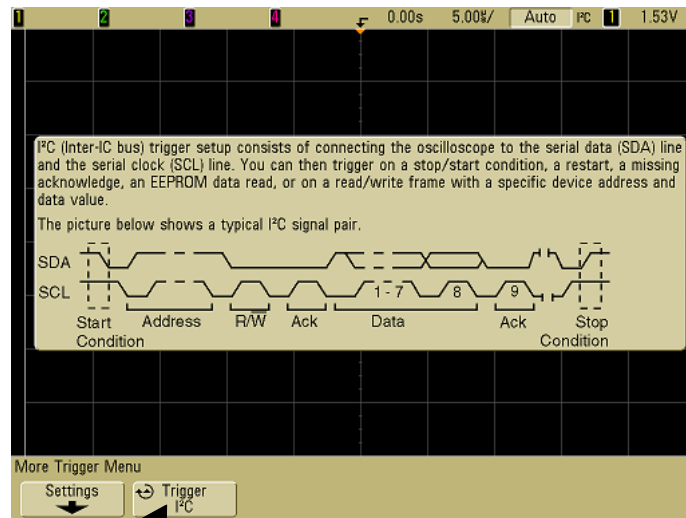 1 2 3 4 0.00s 5.00%/ Auto I²C 1 1.53V
I²C (Inter-IC bus) trigger setup consists of connecting the oscilloscope to the serial data (SDA) line
and the serial clock (SCL) line. You can then trigger on a stop/start condition, a restart, a missing
acknowledge, an EEPROM data read, or on a read/write frame with a specific device address and
data value.
The picture below shows a typical I²C signal pair.
SDA
SCL 1 - 7 8 9
Start Address R/W̅ Ack Data Ack Stop
Condition Condition
More Trigger Menu
Settings Trigger
I²C